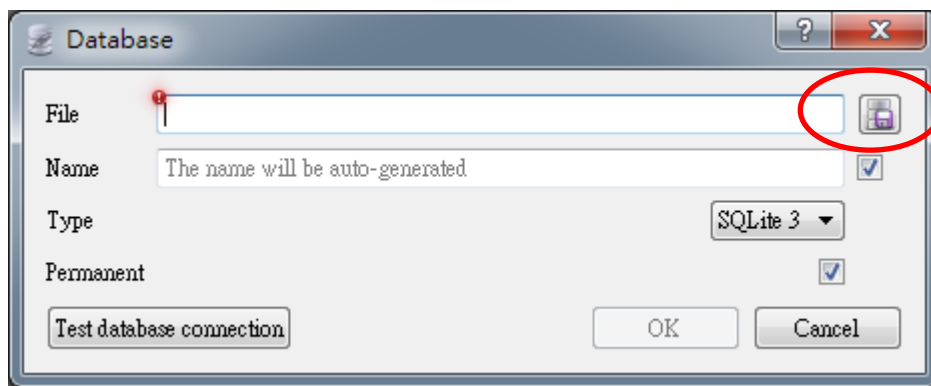 Database
File
Name The name will be auto-generated
Type SQLite 3
Permanent
Test database connection OK Cancel